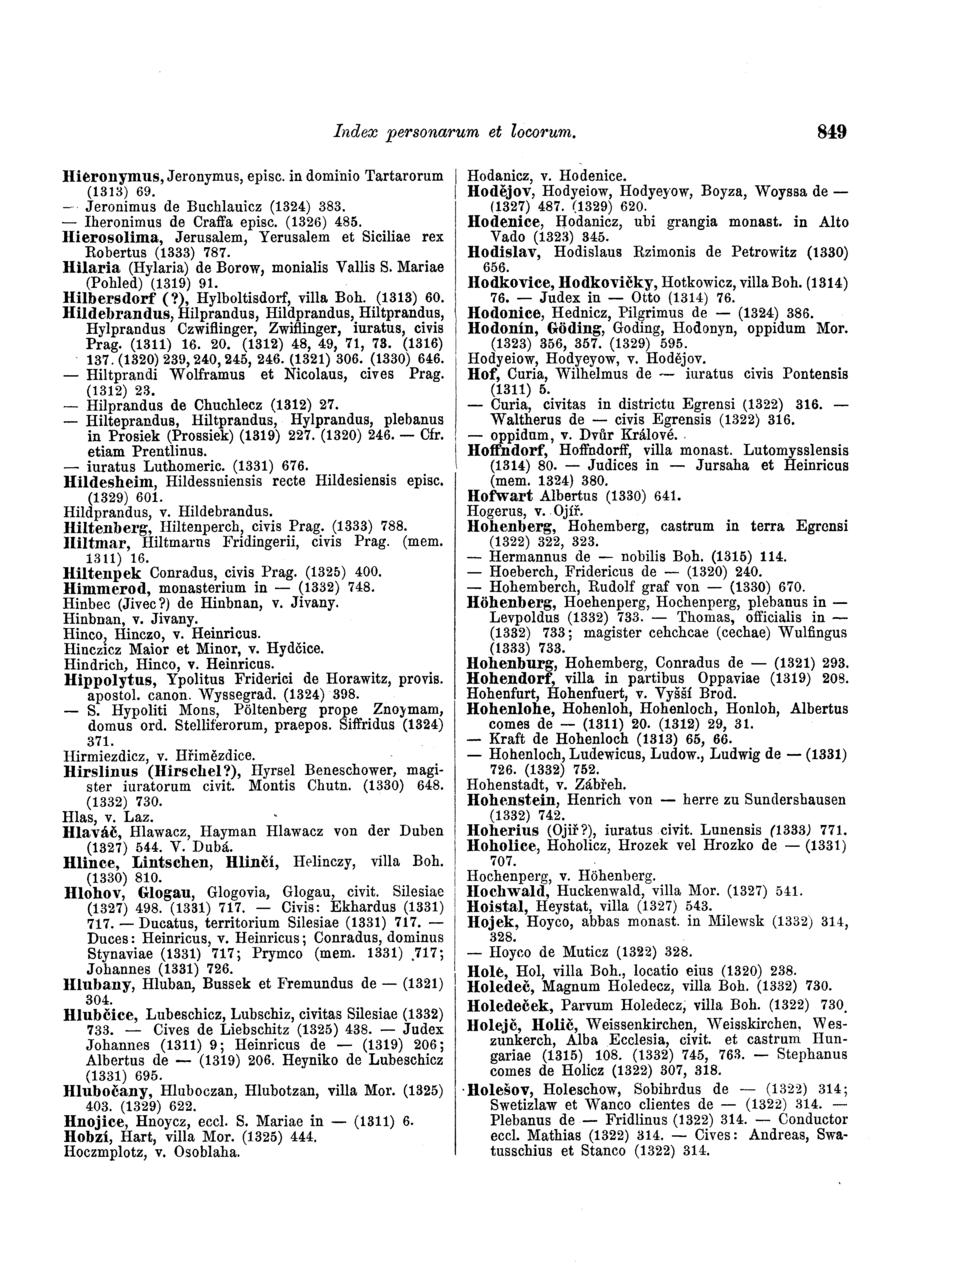 Index personarum et locorum.
849
Hieronymus, Jeronymus, episc. in dominio Tartarorum
(1313) 69.
— Jeronimus de Buchlauicz (1324) 383.
— Iheronimus de Craffa episc. (1326) 485.
Hierosolima, Jerusalem, Yerusalem et Siciliae rex
Robertus (1333) 787.
Hilaria (Hylaria) de Borow, monialis Vallis S. Mariae
(Pohled) (1319) 91.
Hilbersdorf (?), Hylboltisdorf, villa Boh. (1313) 60.
Hildebrandus, Hilprandus, Hildprandus, Hiltprandus,
Hylprandus Czwiflinger, Zwiflinger, iuratus, civis
Prag. (1311) 16. 20. (1312) 48, 49, 71, 73. (1316)
137. (1320) 239, 240, 245, 246. (1321) 306. (1330) 646.
— Hiltprandi Wolframus et Nicolaus, cives Prag.
(1312) 23.
— Hilprandus de Chuchlecz (1312) 27.
— Hilteprandus, Hiltprandus, Hylprandus, plebanus
in Prosiek (Prossiek) (1319) 227. (1320) 246. — Cfr.
etiam Prentlinus.
— iuratus Luthomeric. (1331) 676.
Hildesheim, Hildessniensis recte Hildesiensis episc.
(1329) 601.
Hildprandus, v. Hildebrandus.
Hiltenberg, Hiltenperch, civis Prag. (1333) 788.
Hiltmar, Hiltmarns Fridingerii, civis Prag. (mem.
1311) 16.
Hiltenpek Conradus, civis Prag. (1325) 400.
Himmerod, monasterium in — (1332) 748.
Hinbec (Jivec?) de Hinbnan, v. Jivany.
Hinbnan, v. Jivany.
Hinco, Hinczo, v. Heinricus.
Hinczicz Maior et Minor, v. Hydčice.
Hindrich, Hinco, v. Heinricus.
Hippolytus, Ypolitus Friderici de Horawitz, provis.
apostol. canon. Wyssegrad. (1324) 398.
— S. Hypoliti Mons, Pöltenberg prope Znoymam,
domus ord. Stelliferorum, praepos. Siffridus (1324)
371.
Hirmiezdicz, v. Hřimězdice.
Hirslinus (Hirschel?), Hyrsel Beneschower, magi-
ster iuratorum civit. Montis Chutn. (1330) 648.
(1332) 730.
Hlas, v. Laz.
Hlaváč, Hlawacz, Hayman Hlawacz von der Duben
(1327) 544. V. Dubá.
Hlince, Lintschen, Hlinčí, Helinczy, villa Boh.
(1330) 810.
Hlohov, Glogau, Glogovia, Glogau, civit. Silesiae
(1327) 498. (1331) 717. — Civis: Ekhardus (1331)
717. — Ducatus, territorium Silesiae (1331) 717. —
Duces: Heinricus, v. Heinricus; Conradus, dominus
Stynaviae (1331) 717; Prymco (mem. 1331) 717;
Johannes (1331) 726.
Hlubany, Hluban, Bussek et Fremundus de — (1321)
304.
Hlubčice, Lubeschicz, Lubschiz, civitas Silesiae (1332)
733. — Cives de Liebschitz (1325) 438. — Judex
Johannes (1311) 9; Heinricus de — (1319) 206;
Albertus de — (1319) 206. Heyniko de Lubeschicz
(1331) 695.
Hlubočany, Hluboczan, Hlubotzan, villa Mor. (1325)
403. (1329) 622.
Hnojice, Hnoycz, eccl. S. Mariae in — (1311) 6.
Hobzí, Hart, villa Mor. (1325) 444.
Hoczmplotz, v. Osoblaha.
Hodanicz, v. Hodenice.
Hodějov, Hodyeiow, Hodyeyow, Boyza, Woyssa de —
(1327) 487. (1329) 620.
Hodenice, Hodanicz, ubi grangia monast. in Alto
Vado (1323) 345.
Hodislav, Hodislaus Rzimonis de Petrowitz (1330)
656.
Hodkovice, Hodkovičky, Hotkowicz, villa Boh. (1314)
76. — Judex in — Otto (1314) 76.
Hodonice, Hednicz, Pilgrimus de — (1324) 386.
Hodonín, Göding, Goding, Hodonyn, oppidum Mor.
(1323) 356, 357. (1329) 595.
Hodyeiow, Hodyeyow, v. Hodějov.
Hof, Curia, Wilhelmus de — iuratus civis Pontensis
(1311) 5.
— Curia, civitas in districtu Egrensi (1322) 316. —
Waltherus de — civis Egrensis (1322) 316.
— oppidum, v. Dvůr Králové.
Hoffndorf, Hoffndorff, villa monast. Lutomysslensis
(1314) 80. — Judices in — Jursaha et Heinricus
(mem. 1324) 380.
Hofwart Albertus (1330) 641.
Hogerus, v. Ojíř.
Hohenberg, Hohemberg, castrum in terra Egrensi
(1322) 322, 323.
— Hermannus de — nobilis Boh. (1315) 114.
— Hoeberch, Fridericus de — (1320) 240.
— Hohemberch, Rudolf graf von — (1330) 670.
Höhenberg, Hoehenperg, Hochenperg, plebanus in —
Levpoldus (1332) 733. — Thomas, officialis in —
(1332) 733; magister cehchcae (cechae) Wulfingus
(1333) 733.
Hohenburg, Hohemberg, Conradus de — (1321) 293.
Hohendorf, villa in partibus Oppaviae (1319) 208.
Hohenfurt, Hohenfuert, v. Vyšší Brod.
Hohenlohe, Hohenloh, Hohenloch, Honloh, Albertus
comes de — (1311) 20. (1312) 29, 31.
— Kraft de Hohenloch (1313) 65, 66.
— Hohenloch, Ludewicus, Ludow., Ludwig de — (1331)
726. (1332) 752.
Hohenstadt, v. Zábřeh.
Hohenstein, Henrich von — herre zu Sundershausen
(1332) 742.
Hoherius (Ojíř?), iuratus civit. Lunensis (1333) 771.
Hoholice, Hoholicz, Hrozek vel Hrozko de — (1331)
707.
Hochenperg, v. Höhenberg.
Hochwald, Huckenwald, villa Mor. (1327) 541.
Hoistal, Heystat, villa (1327) 543.
Hojek, Hoyco, abbas monast. in Milewsk (1332) 314,
328.
— Hoyco de Muticz (1322) 328.
Holé, Hol, villa Boh., locatio eius (1320) 238.
Holedeč, Magnum Holedecz, villa Boh. (1332) 730.
Holedeček, Parvum Holedecz, villa Boh. (1322) 730.
Holejč, Holič, Weissenkirchen, Weisskirchen, Wes-
zunkerch, Alba Ecclesia, civit. et castrum Hun-
gariae (1315) 108. (1332) 745, 763. — Stephanus
comes de Holicz (1322) 307, 318.
Holešov, Holeschow, Sobihrdus de — (1322) 314;
Swetizlaw et Wanco clientes de — (1322) 314. —
Plebanus de — Fridlinus (1322) 314. — Conductor
eccl. Mathias (1322) 314. — Cives: Andreas, Swa-
tusschius et Stanco (1322) 314.